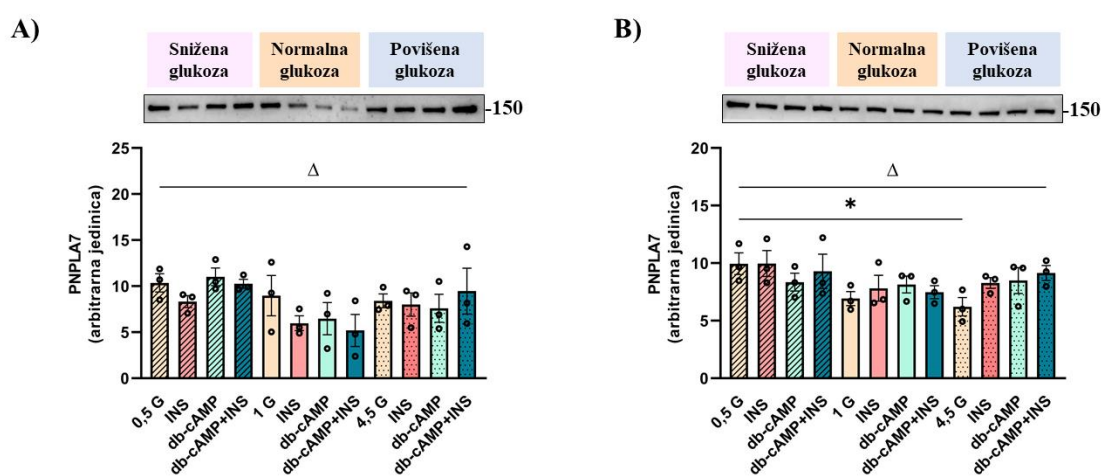 A)
Snižena
glukoza
Normalna
glukoza
Povišena
glukoza
-150
25
20
15
10
5
0
PNPLA7
(arbitrarna jedinica)
Δ
0,5 G
INS
db-cAMP
db-cAMP+INS
1 G
INS
db-cAMP
db-cAMP+INS
4,5 G
INS
db-cAMP
db-cAMP+INS
B)
Snižena
glukoza
Normalna
glukoza
Povišena
glukoza
-150
20
15
10
5
0
PNPLA7
(arbitrarna jedinica)
Δ
*
0,5 G
INS
db-cAMP
db-cAMP+INS
1 G
INS
db-cAMP
db-cAMP+INS
4,5 G
INS
db-cAMP
db-cAMP+INS